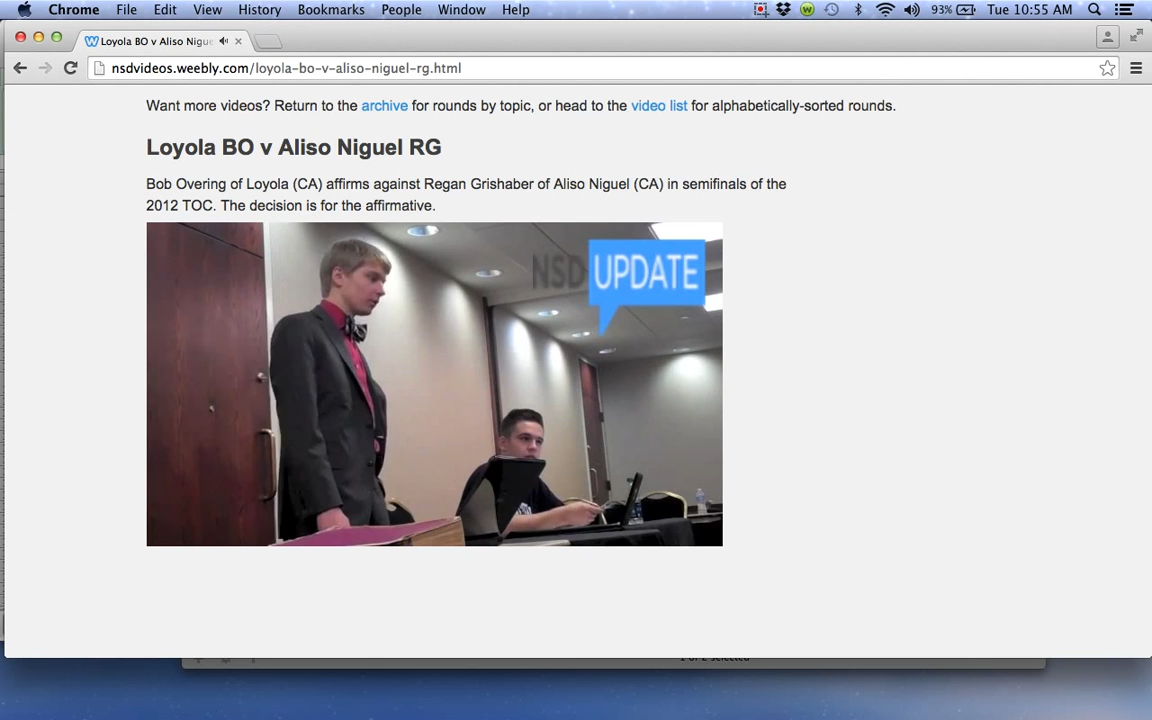 Chrome File Edit View History Bookmarks People Window Help 93% Tue 10:55 AM
Loyola BO v Aliso Nigue
nsdvideos.weebly.com/loyola-bo-v-aliso-niguel-rg.html
Want more videos? Return to the archive for rounds by topic, or head to the video list for alphabetically-sorted rounds.
Loyola BO v Aliso Niguel RG
Bob Overing of Loyola (CA) affirms against Regan Grishaber of Aliso Niguel (CA) in semifinals of the
2012 TOC. The decision is for the affirmative.
NSD UPDATE